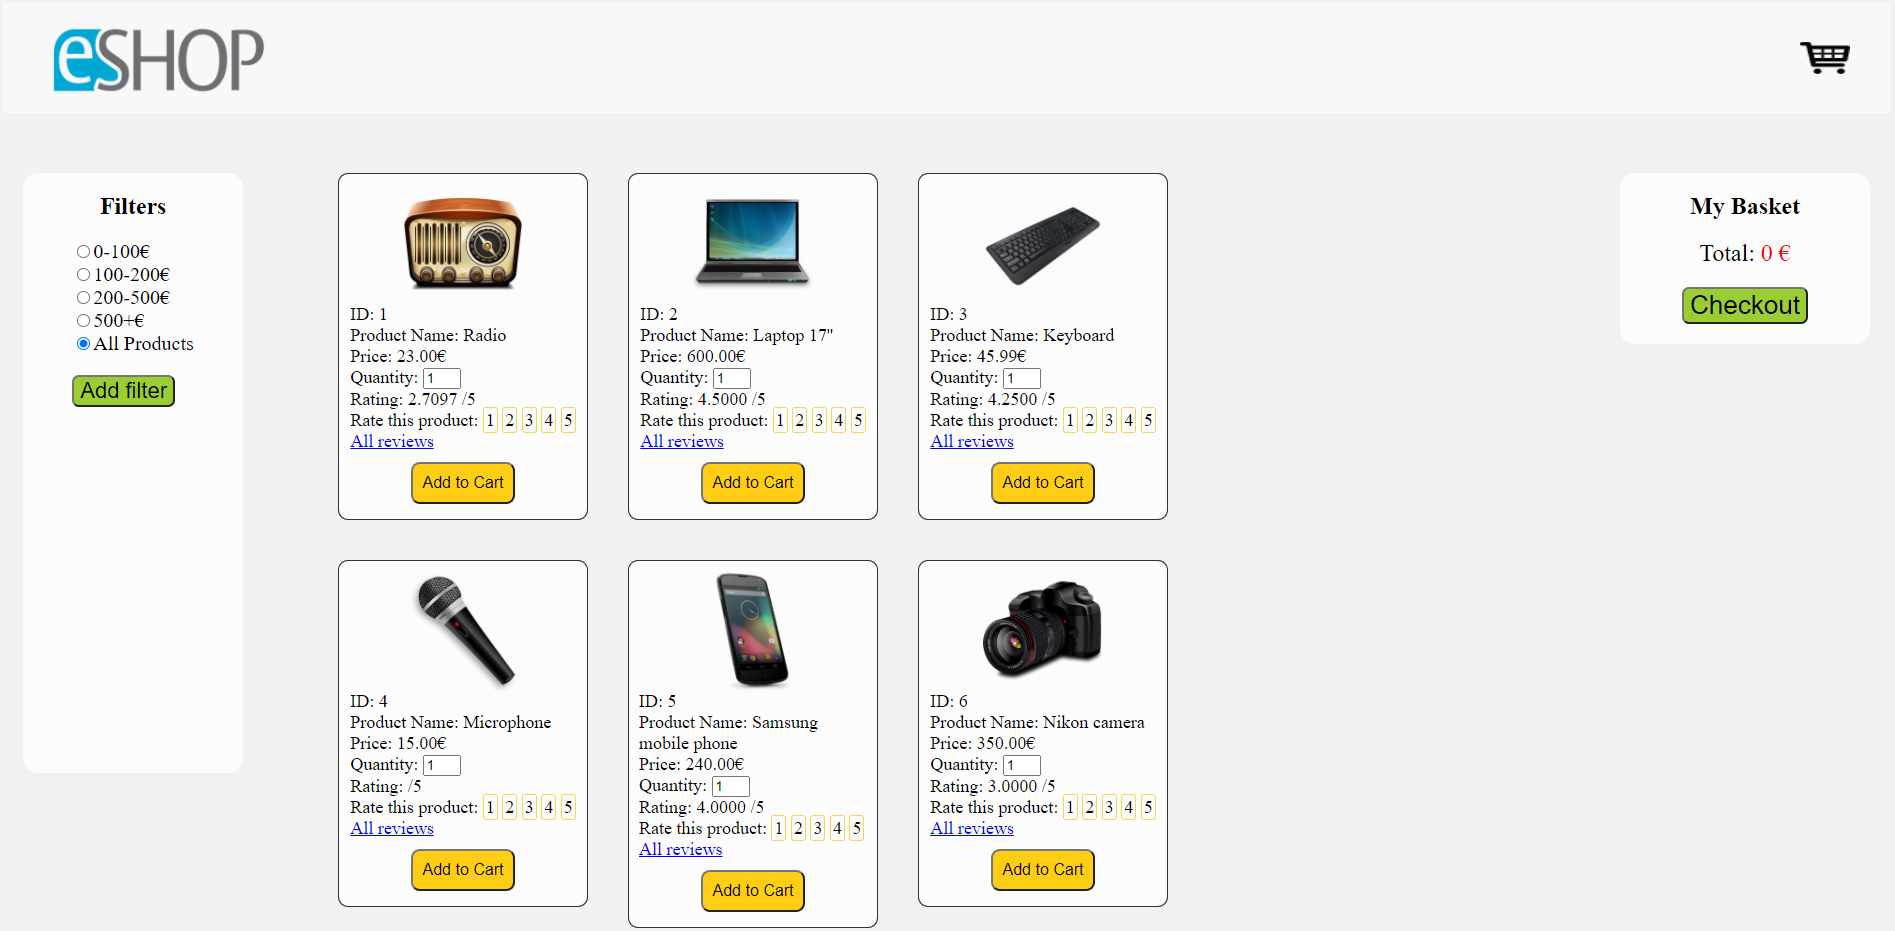 eSHOP
Filters
0-100€
100-200€
200-500€
500+€
All Products
Add filter
ID: 1
Product Name: Radio
Price: 23.00€
Quantity: 1
Rating: 2.7097 /5
Rate this product: 1 2 3 4 5
All reviews
Add to Cart
ID: 2
Product Name: Laptop 17"
Price: 600.00€
Quantity: 1
Rating: 4.5000 /5
Rate this product: 1 2 3 4 5
All reviews
Add to Cart
ID: 3
Product Name: Keyboard
Price: 45.99€
Quantity: 1
Rating: 4.2500 /5
Rate this product: 1 2 3 4 5
All reviews
Add to Cart
ID: 4
Product Name: Microphone
Price: 15.00€
Quantity: 1
Rating: /5
Rate this product: 1 2 3 4 5
All reviews
Add to Cart
ID: 5
Product Name: Samsung
mobile phone
Price: 240.00€
Quantity: 1
Rating: 4.0000 /5
Rate this product: 1 2 3 4 5
All reviews
Add to Cart
ID: 6
Product Name: Nikon camera
Price: 350.00€
Quantity: 1
Rating: 3.0000 /5
Rate this product: 1 2 3 4 5
All reviews
Add to Cart
My Basket
Total: 0 €
Checkout